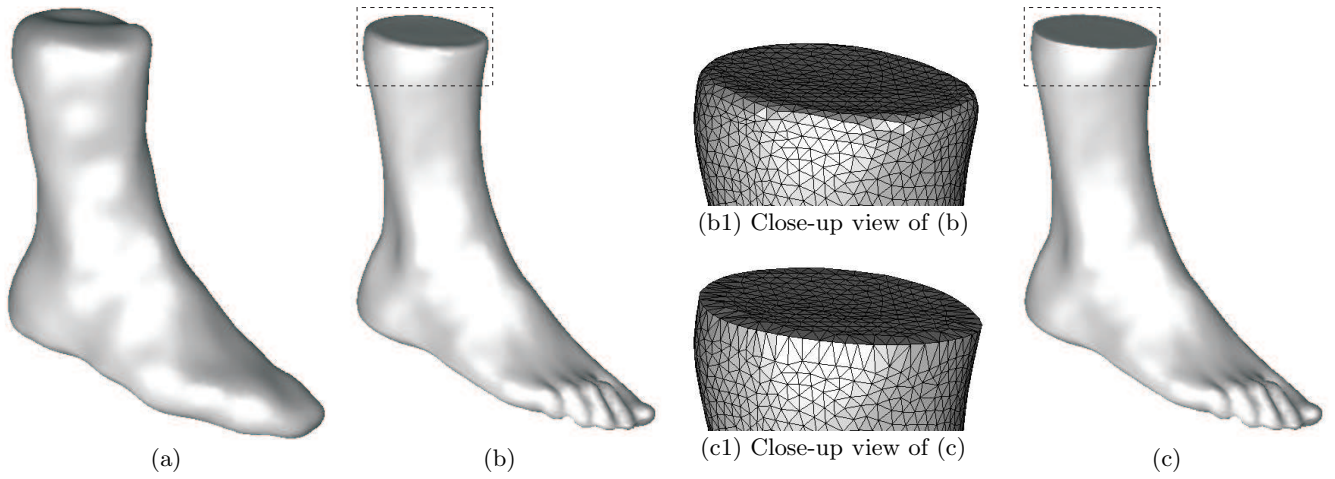 (b1) Close-up view of (b)
(c1) Close-up view of (c)
(a)
(b)
(c)